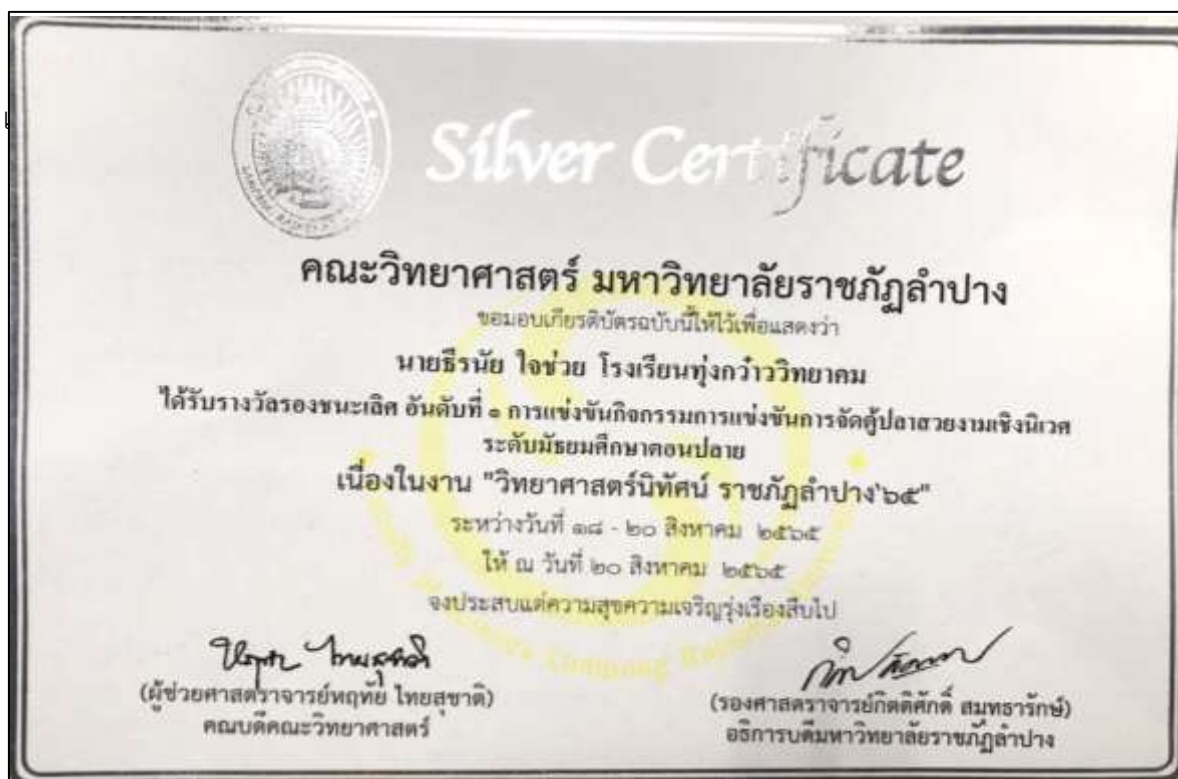 Silver Certificate
คณะวิทยาศาสตร์ มหาวิทยาลัยราชภัฏลำปาง
ขอมอบเกียรติบัตรฉบับนี้ให้ไว้เพื่อแสดงว่า
นายธีรนัย ใจช่วย โรงเรียนทุ่งกว๋าววิทยาคม
ได้รับรางวัลรองชนะเลิศ อันดับที่ ๑ การแข่งขันกิจกรรมการแข่งขันการจัดตู้ปลาสวยงามเชิงนิเวศ
ระดับมัธยมศึกษาตอนปลาย
เนื่องในงาน "วิทยาศาสตร์นิทัศน์ ราชภัฏลำปาง'๖๕"
ระหว่างวันที่ ๑๘ - ๒๐ สิงหาคม ๒๕๖๕
ให้ ณ วันที่ ๒๐ สิงหาคม ๒๕๖๕
จงประสบแต่ความสุขความเจริญรุ่งเรืองสืบไป
(ผู้ช่วยศาสตราจารย์หฤทัย ไทยสุชาติ)
คณบดีคณะวิทยาศาสตร์
(รองศาสตราจารย์กิตติศักดิ์ สมุทธารักษ์)
อธิการบดีมหาวิทยาลัยราชภัฏลำปาง